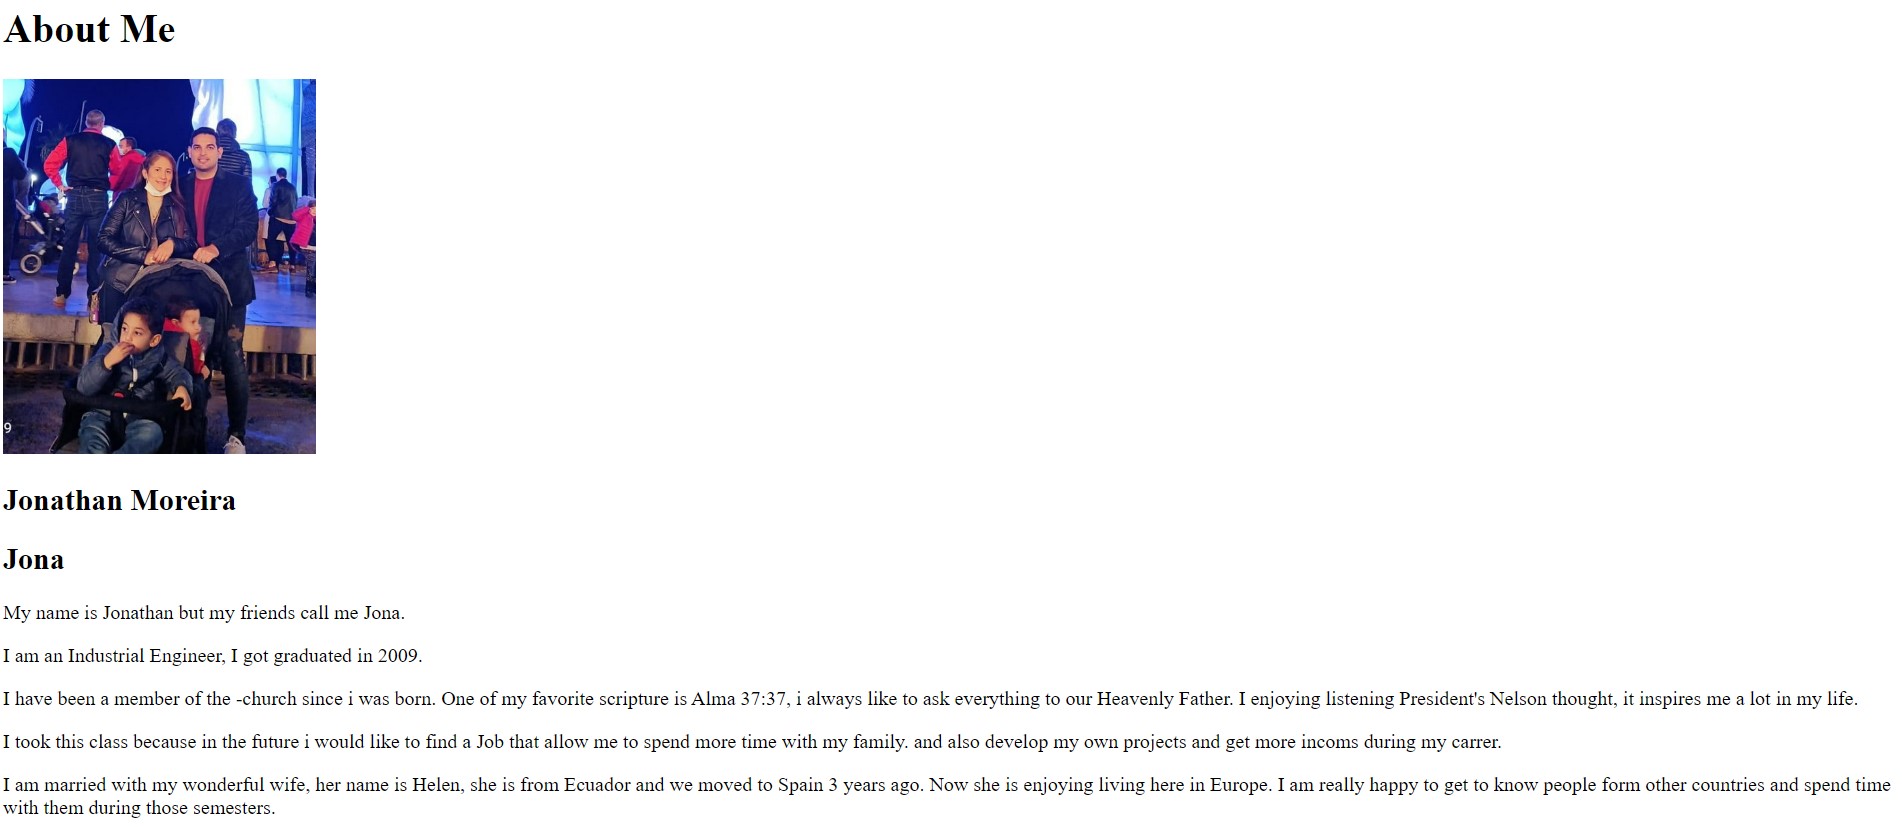 About Me
9
Jonathan Moreira
Jona
My name is Jonathan but my friends call me Jona.
I am an Industrial Engineer, I got graduated in 2009.
I have been a member of the -church since i was born. One of my favorite scripture is Alma 37:37, i always like to ask everything to our Heavenly Father. I enjoying listening President's Nelson thought, it inspires me a lot in my life.
I took this class because in the future i would like to find a Job that allow me to spend more time with my family. and also develop my own projects and get more incoms during my carrer.
I am married with my wonderful wife, her name is Helen, she is from Ecuador and we moved to Spain 3 years ago. Now she is enjoying living here in Europe. I am really happy to get to know people form other countries and spend time
with them during those semesters.